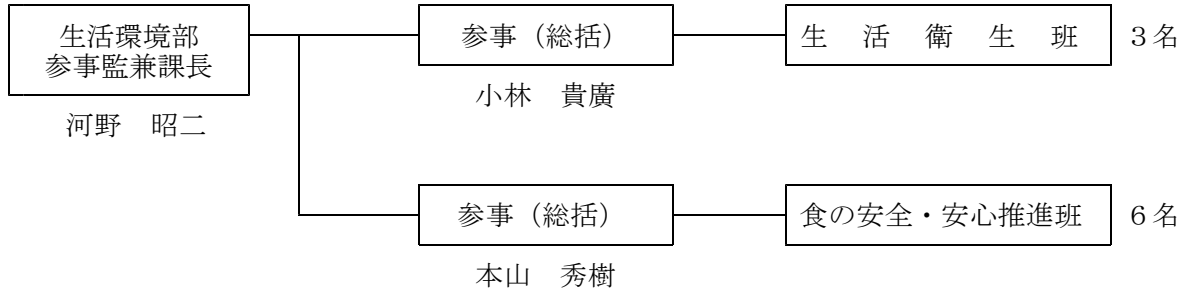 生活環境部
参事監兼課長
河野　昭二
参事（総括）
小林　貴廣
生　活　衛　生　班
３名
参事（総括）
本山　秀樹
食の安全・安心推進班
６名